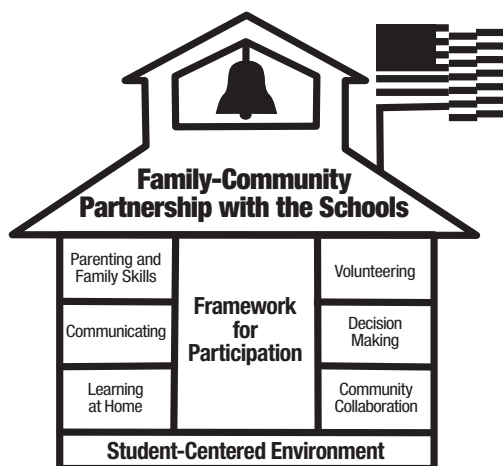 Family-Community
Partnership with the Schools
Parenting and
Family Skills
Communicating
Learning
at Home
Framework
for
Participation
Volunteering
Decision
Making
Community
Collaboration
Student-Centered Environment